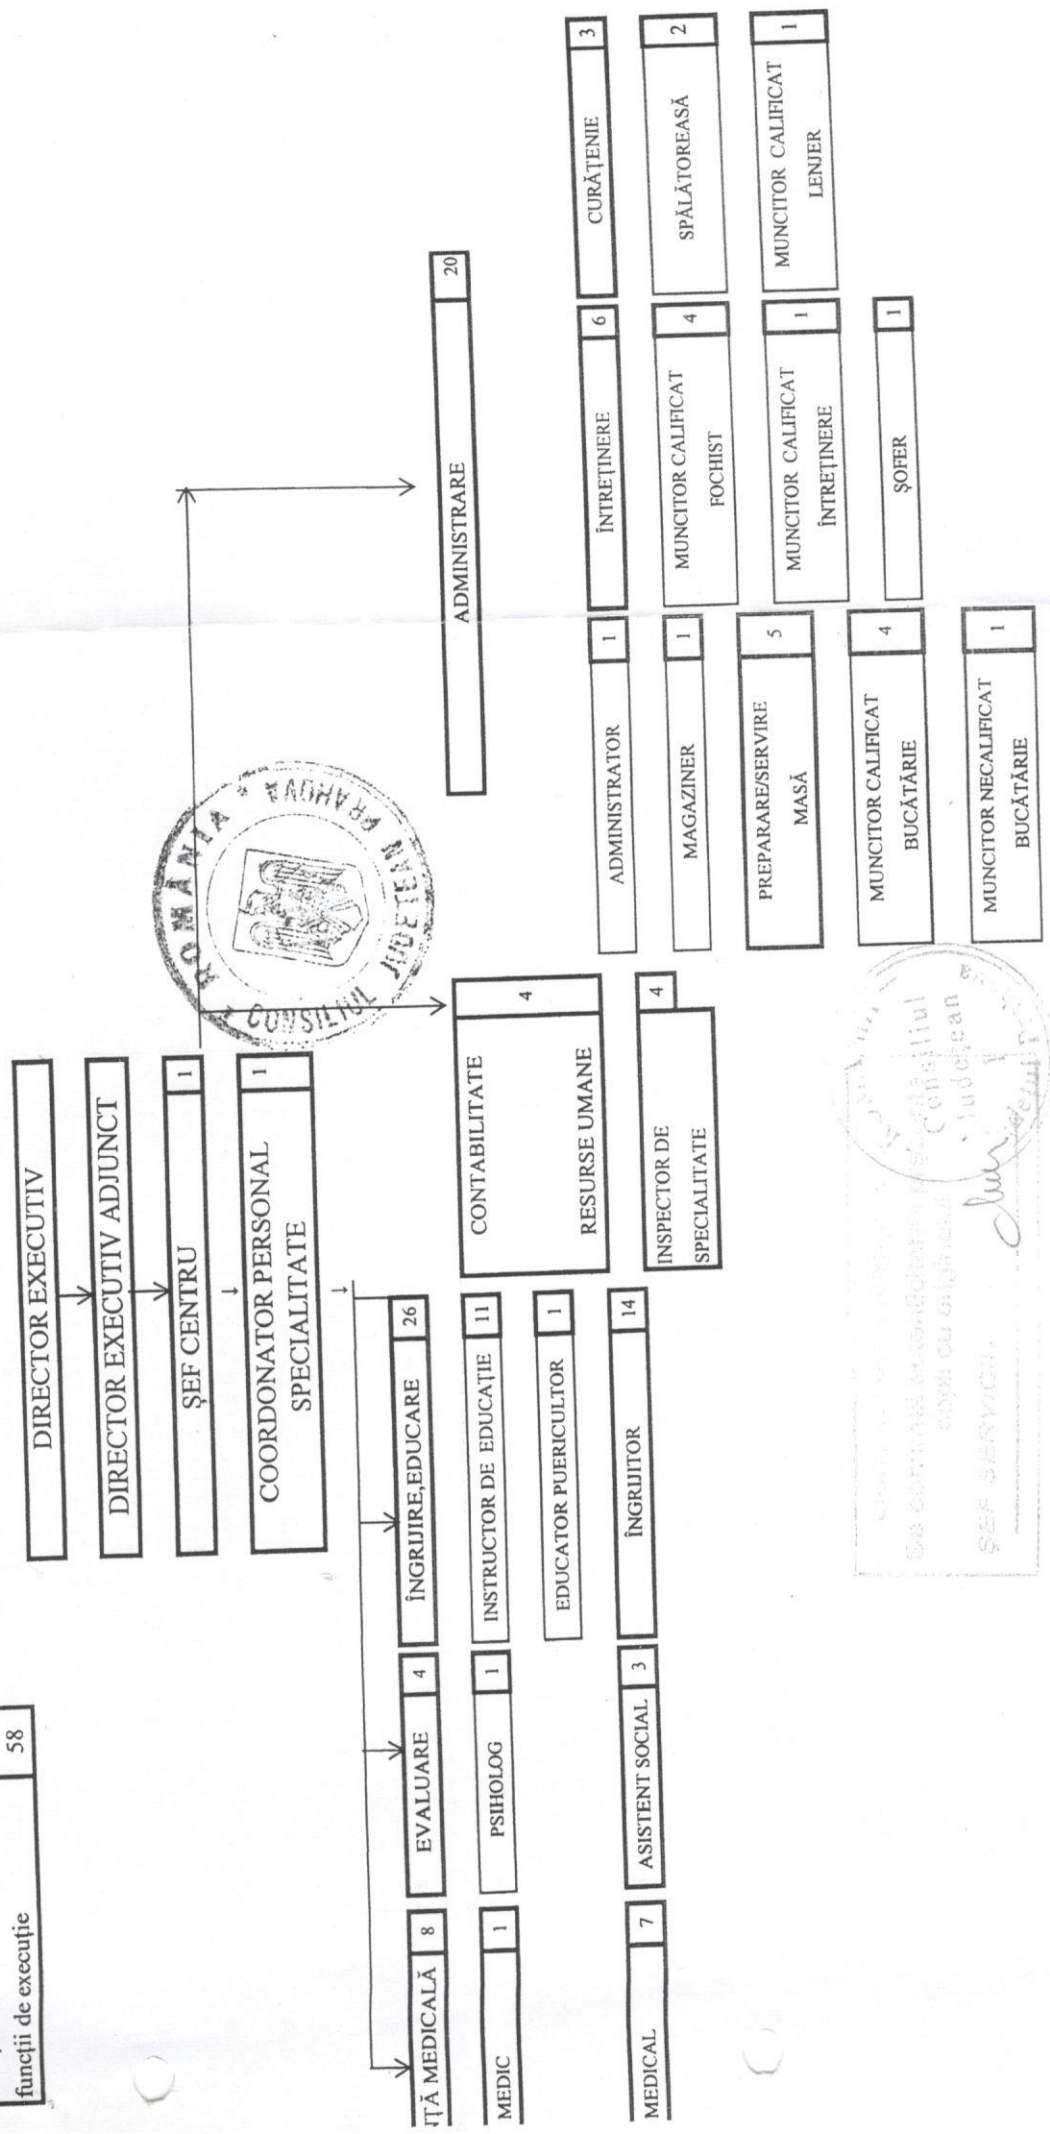 58
funcții de execuție
DIRECTOR EXECUTIV
DIRECTOR EXECUTIV ADJUNCT
ȘEF CENTRU 1
COORDONATOR PERSONAL 1
SPECIALITATE
* ROMÂNIA *
CONSILIUL JUDEȚEAN PRAHOVA
NȚĂ MEDICALĂ 8
MEDIC 1
MEDICAL 7
EVALUARE 4
PSIHOLOG 1
ASISTENT SOCIAL 3
ÎNGRIJIRE,EDUCARE 26
INSTRUCTOR DE EDUCAȚIE 11
EDUCATOR PUERICULTOR 1
ÎNGRIJITOR 14
CONTABILITATE 4
RESURSE UMANE
INSPECTOR DE 4
SPECIALITATE
ADMINISTRARE 20
ADMINISTRATOR 1
MAGAZINER 1
PREPARARE/SERVIRE 5
MASĂ
MUNCITOR CALIFICAT 4
BUCĂTĂRIE
MUNCITOR NECALIFICAT 1
BUCĂTĂRIE
ÎNTREȚINERE 6
MUNCITOR CALIFICAT 4
FOCHIST
MUNCITOR CALIFICAT 1
ÎNTREȚINERE
ȘOFER 1
CURĂȚENIE 3
SPĂLĂTOREASĂ 2
MUNCITOR CALIFICAT 1
LENJER
Consiliul
Județean
copie cu originalul
ȘEF SERVICIU,